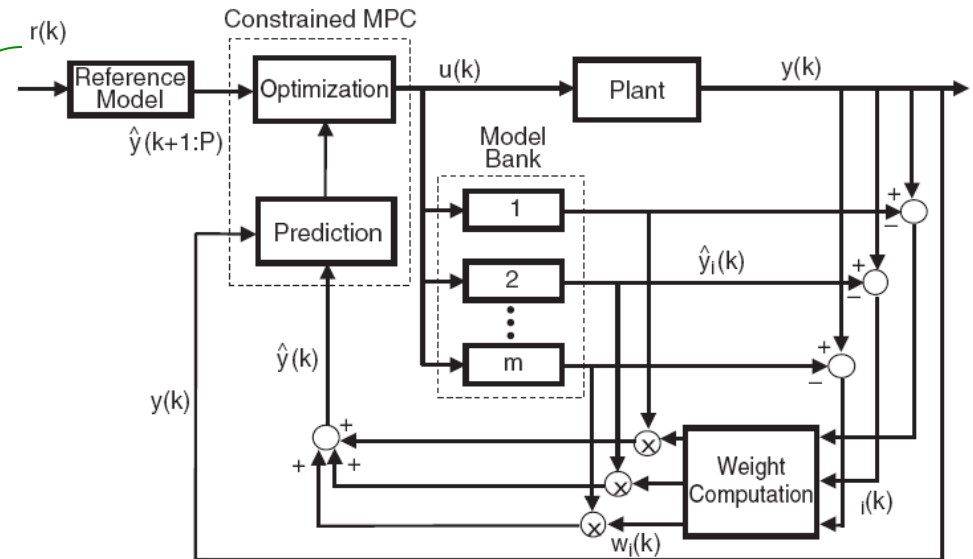 Constrained MPC
r(k)
Reference
Model
Optimization
u(k)
Plant
y(k)
ŷ(k+1:P)
Model
Bank
Prediction
1
+
−
ŷᵢ(k)
2
+
−
ŷ(k)
m
+
−
y(k)
+
+
+
x
x
x
Weight
Computation
ᵢ(k)
wᵢ(k)